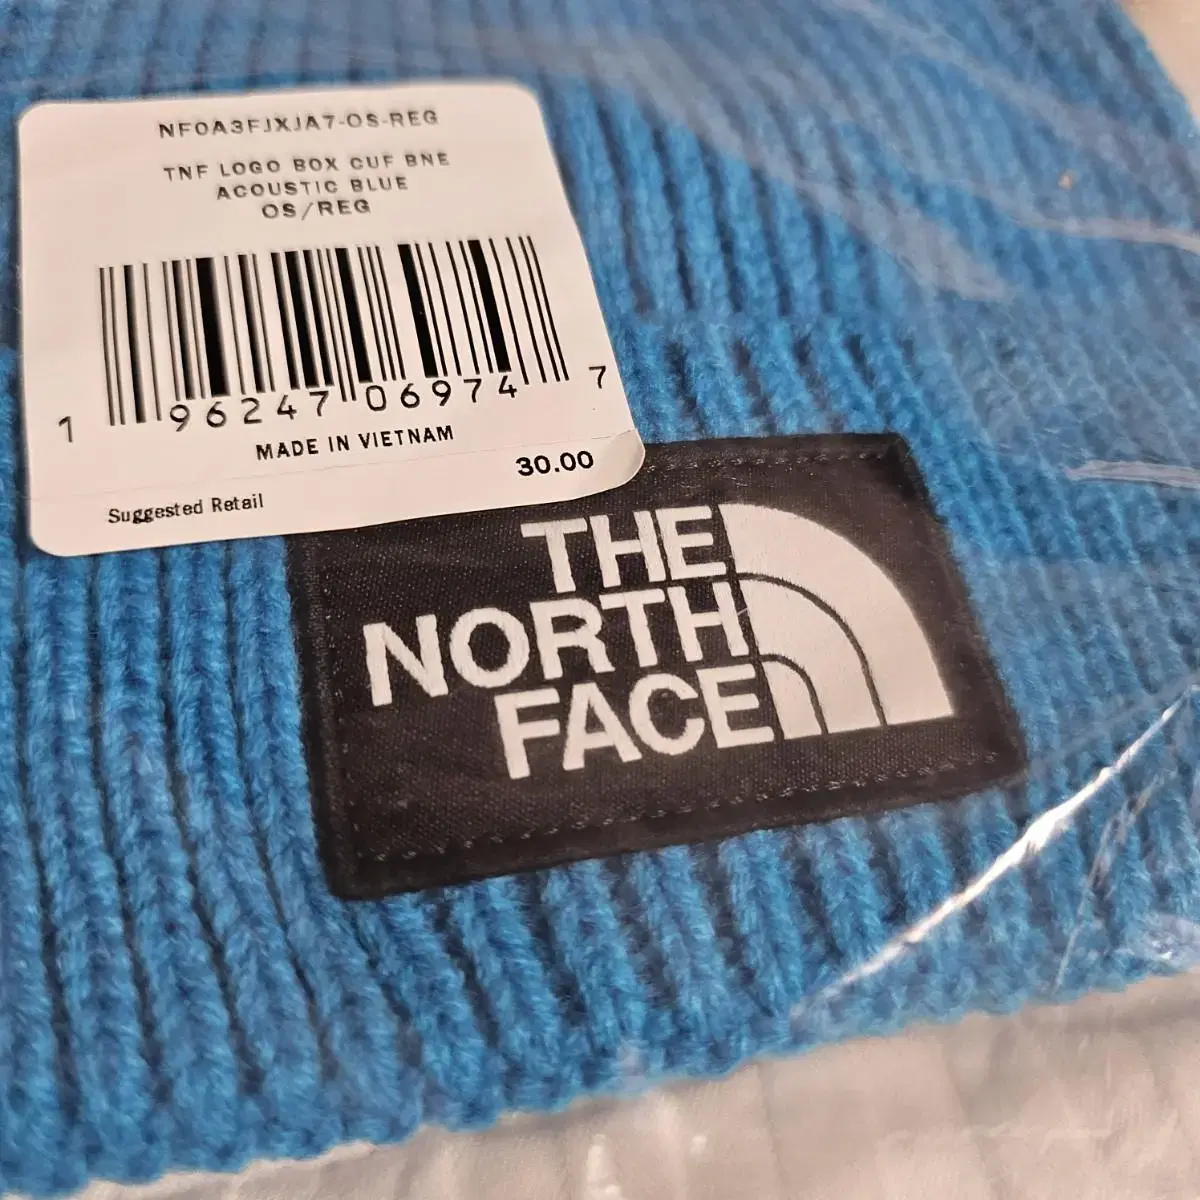 NF0A3FJXJA7-OS-REG
TNF LOGO BOX CUF BNE
ACOUSTIC BLUE
OS/REG
1 96247 06974 7
MADE IN VIETNAM
30.00
Suggested Retail
THE
NORTH
FACE